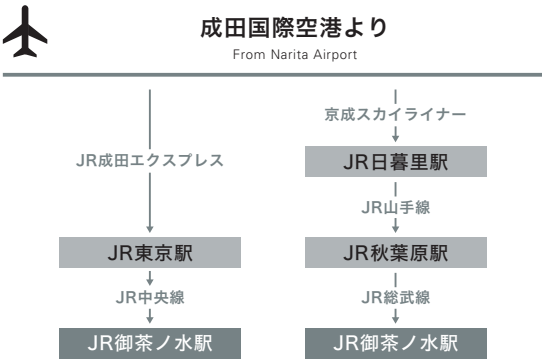 成田国際空港より
From Narita Airport
JR成田エクスプレス
JR東京駅
JR中央線
JR御茶ノ水駅
京成スカイライナー
JR日暮里駅
JR山手線
JR秋葉原駅
JR総武線
JR御茶ノ水駅